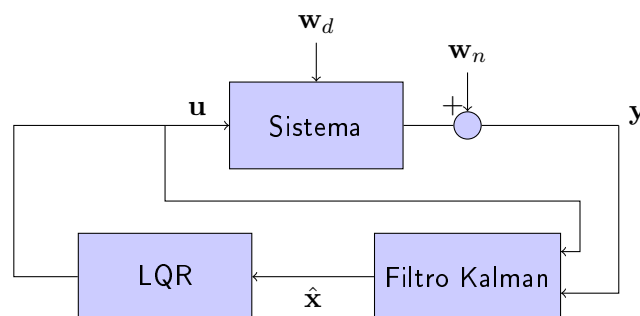 w_d
w_n
u
Sistema
+
y
LQR
x̂
Filtro Kalman